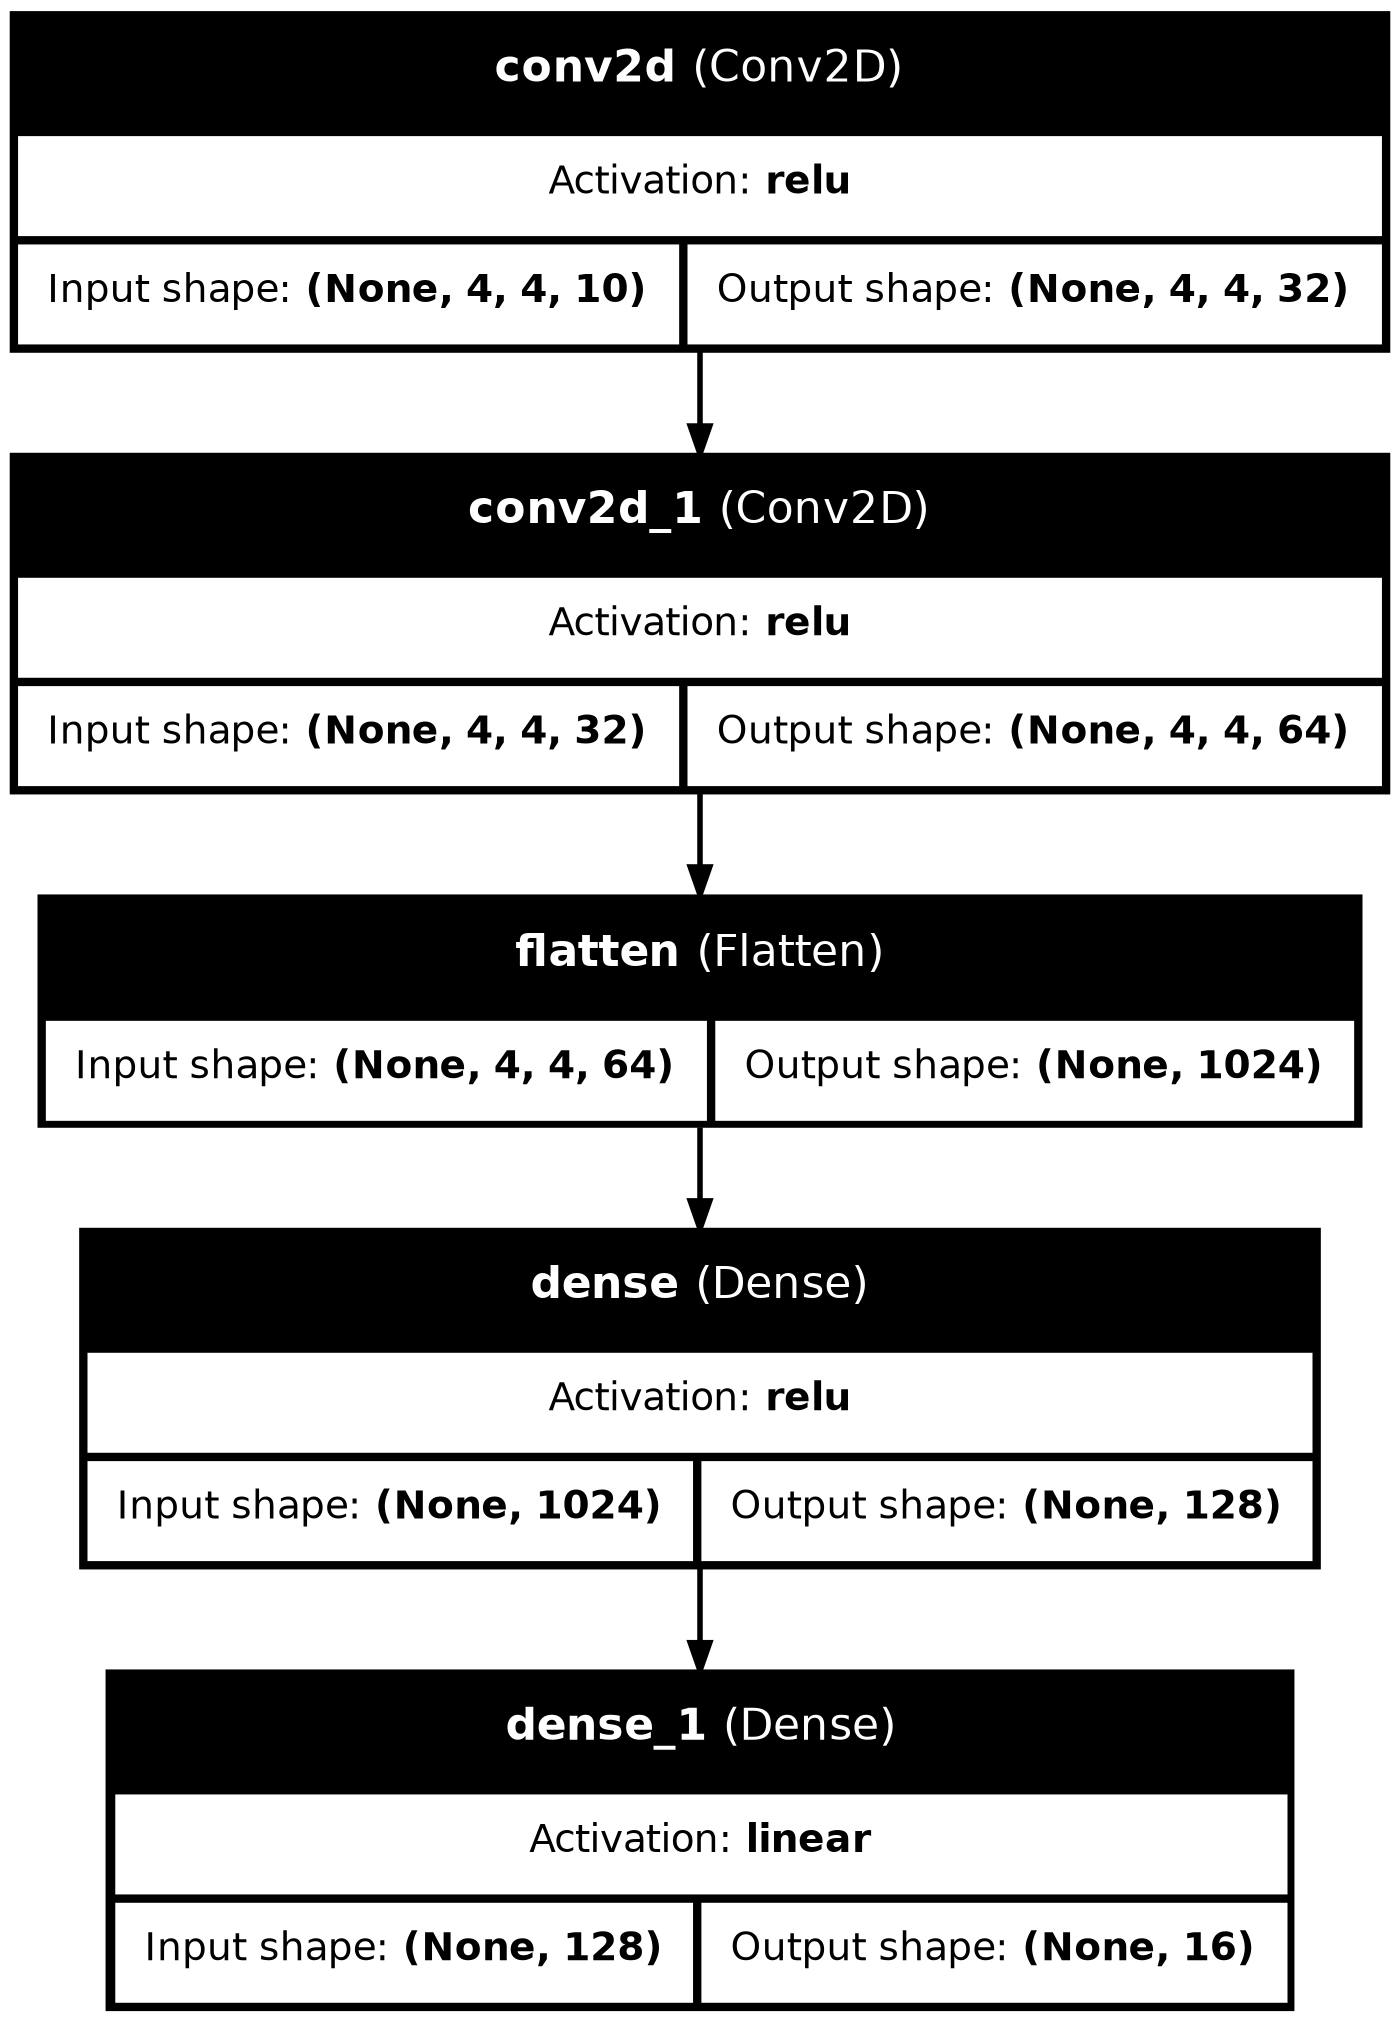 conv2d (Conv2D)
Activation: relu
Input shape: (None, 4, 4, 10) Output shape: (None, 4, 4, 32)
conv2d_1 (Conv2D)
Activation: relu
Input shape: (None, 4, 4, 32) Output shape: (None, 4, 4, 64)
flatten (Flatten)
Input shape: (None, 4, 4, 64) Output shape: (None, 1024)
dense (Dense)
Activation: relu
Input shape: (None, 1024) Output shape: (None, 128)
dense_1 (Dense)
Activation: linear
Input shape: (None, 128) Output shape: (None, 16)